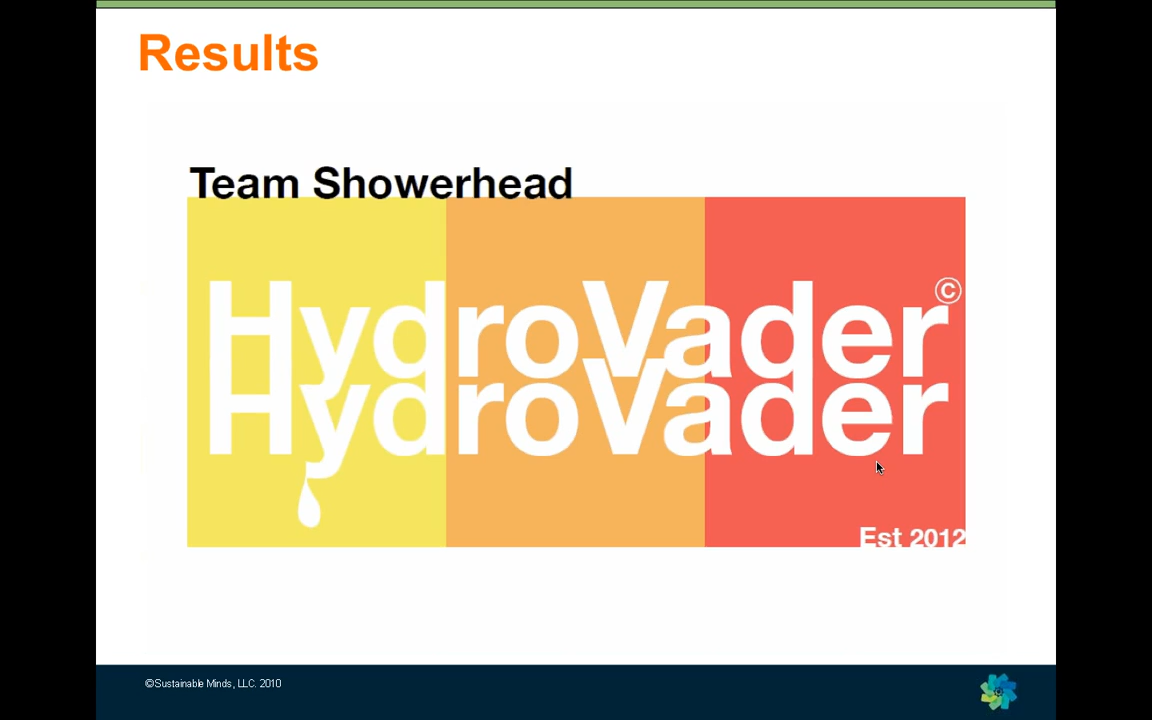 Results
Team Showerhead
HydroVader©
HydroVader
Est 2012
©Sustainable Minds, LLC. 2010